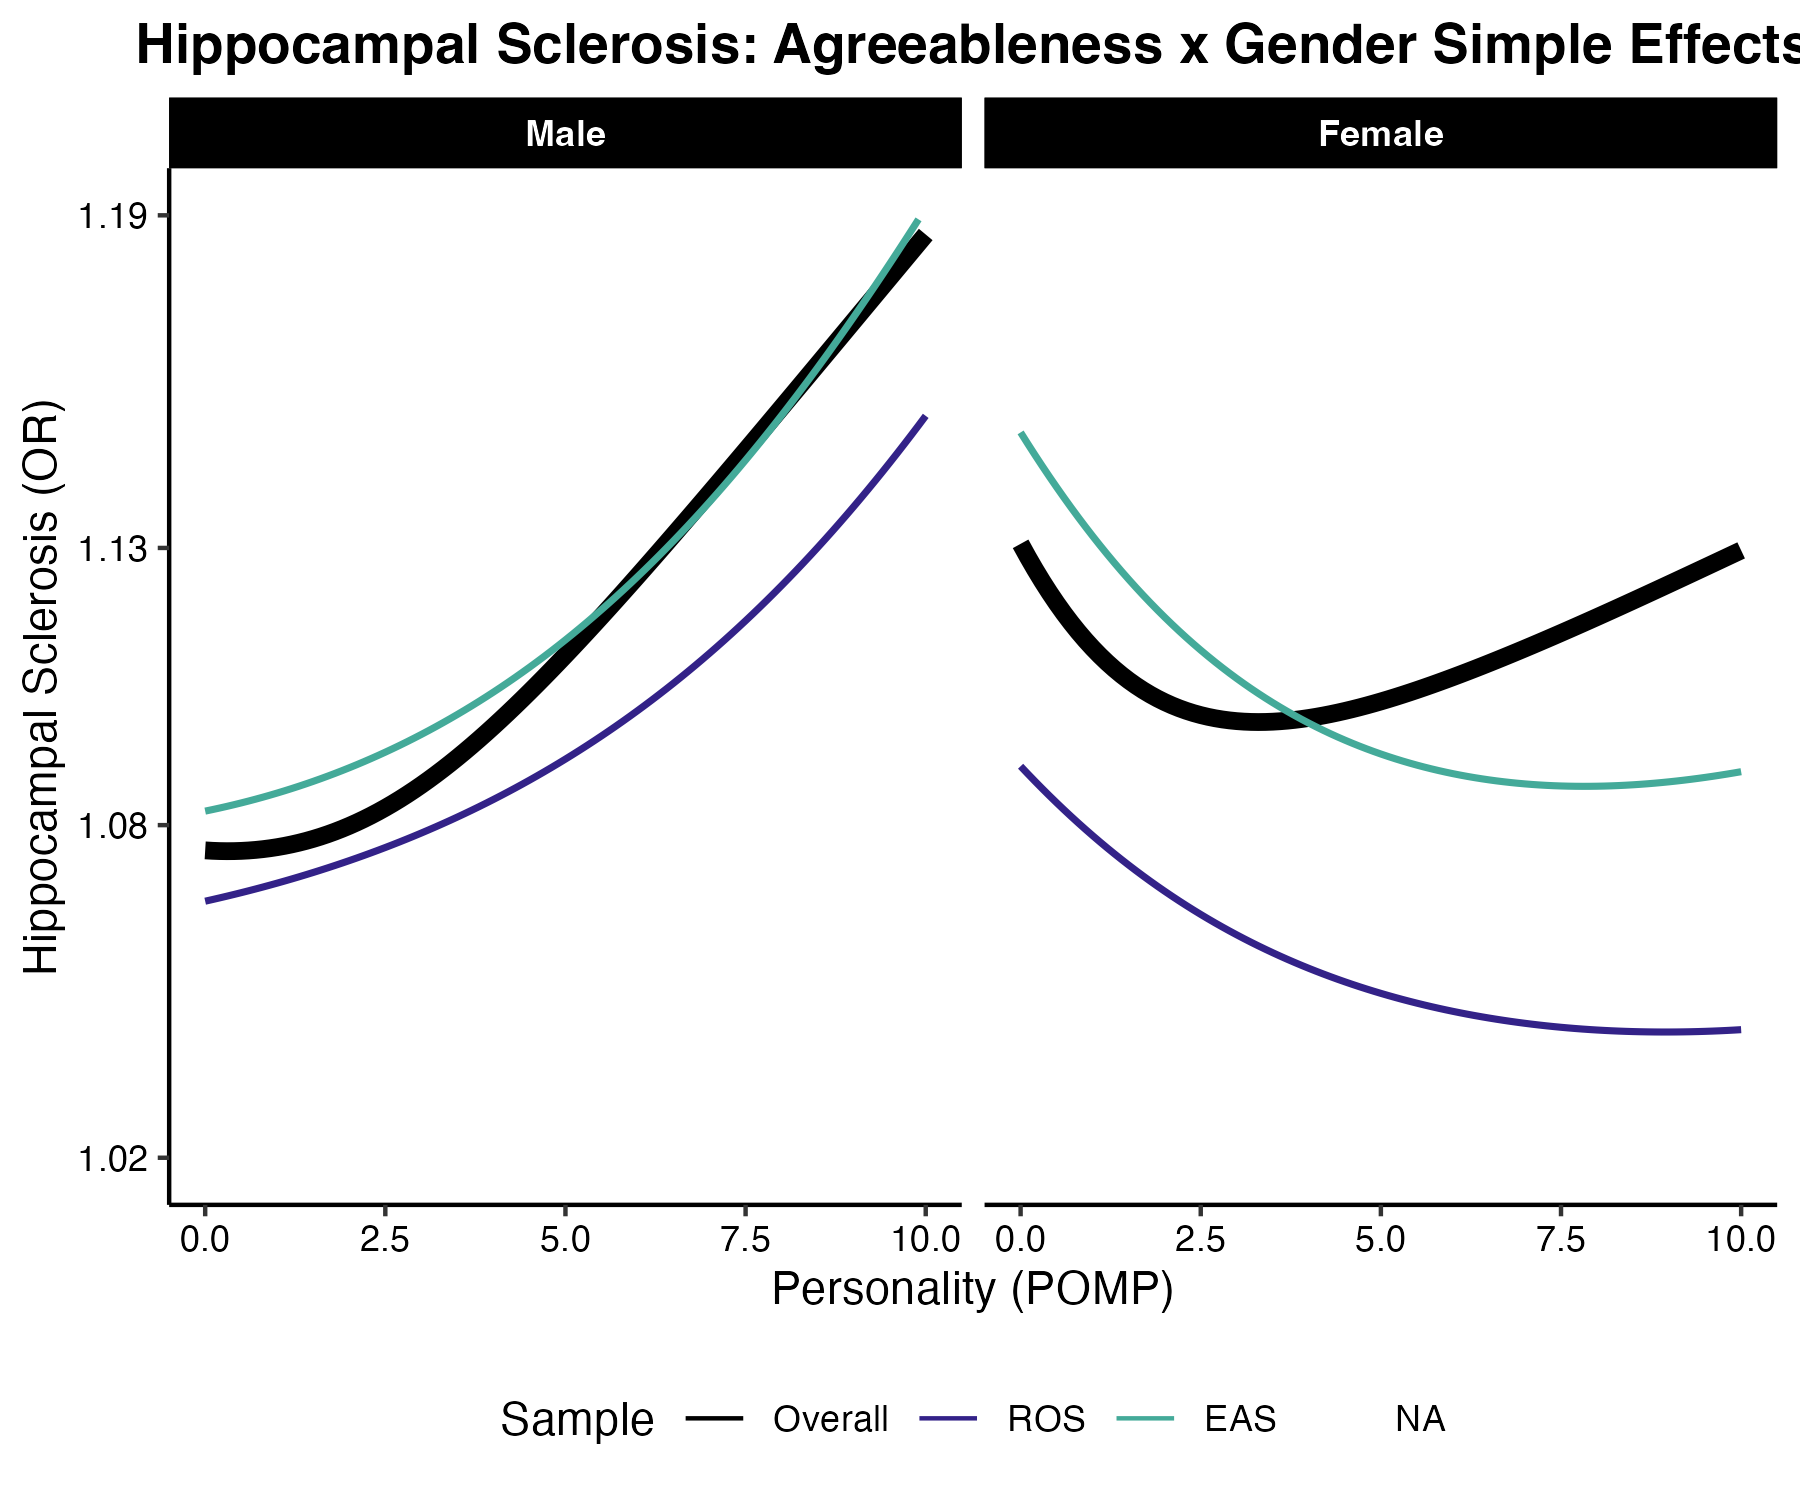 Hippocampal Sclerosis: Agreeableness x Gender Simple Effects
Male
Female
Hippocampal Sclerosis (OR)
1.19
1.13
1.08
1.02
0.0 2.5 5.0 7.5 10.0
0.0 2.5 5.0 7.5 10.0
Personality (POMP)
Sample Overall ROS EAS NA